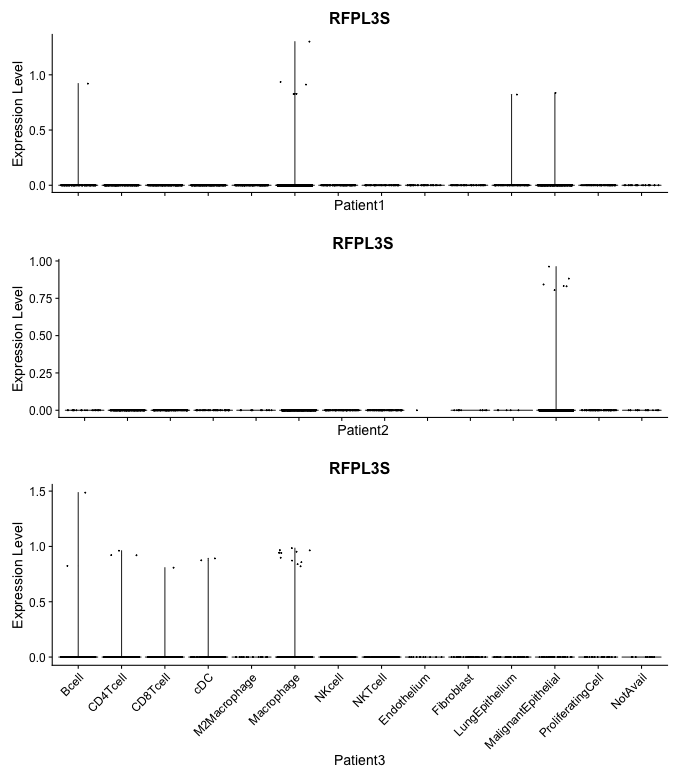 RFPL3S
Expression Level
1.0
0.5
0.0
Patient1
RFPL3S
Expression Level
1.00
0.75
0.50
0.25
0.00
Patient2
RFPL3S
Expression Level
1.5
1.0
0.5
0.0
Bcell
CD4Tcell
CD8Tcell
cDC
M2Macrophage
Macrophage
NKcell
NKTcell
Endothelium
Fibroblast
LungEpithelium
MalignantEpithelial
ProliferatingCell
NotAvail
Patient3